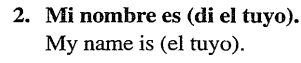 2. Mi nombre es (di el tuyo).
My name is (el tuyo).